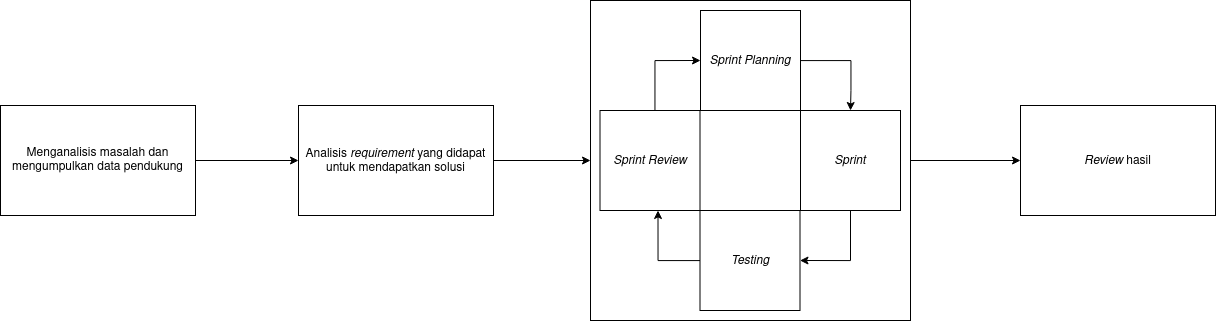 Menganalisis masalah dan
mengumpulkan data pendukung
Analisis requirement yang didapat
untuk mendapatkan solusi
Sprint Planning
Sprint Review
Sprint
Testing
Review hasil